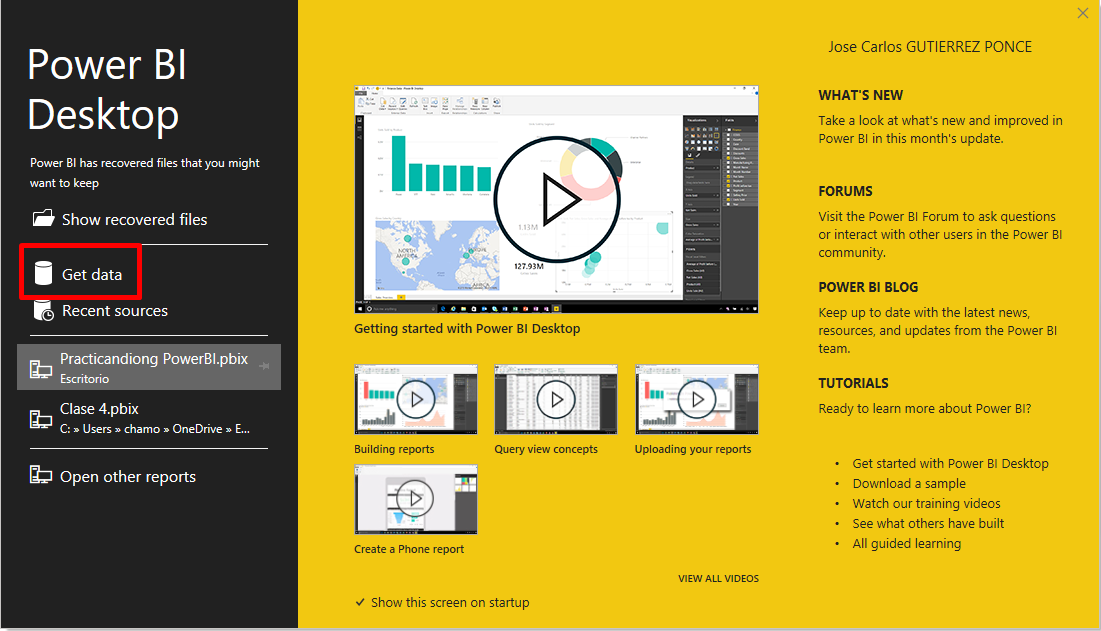 Power BI
Desktop
Power BI has recovered files that you might
want to keep
Show recovered files
Get data
Recent sources
Practicandiong PowerBI.pbix
Escritorio
Clase 4.pbix
C: » Users » chamo » OneDrive » E...
Open other reports
1.13M
127.93M
Getting started with Power BI Desktop
Building reports
Query view concepts
Uploading your reports
Create a Phone report
VIEW ALL VIDEOS
Show this screen on startup
Jose Carlos GUTIERREZ PONCE
WHAT'S NEW
Take a look at what's new and improved in
Power BI in this month's update.
FORUMS
Visit the Power BI Forum to ask questions
or interact with other users in the Power BI
community.
POWER BI BLOG
Keep up to date with the latest news,
resources, and updates from the Power BI
team.
TUTORIALS
Ready to learn more about Power BI?
• Get started with Power BI Desktop
• Download a sample
• Watch our training videos
• See what others have built
• All guided learning